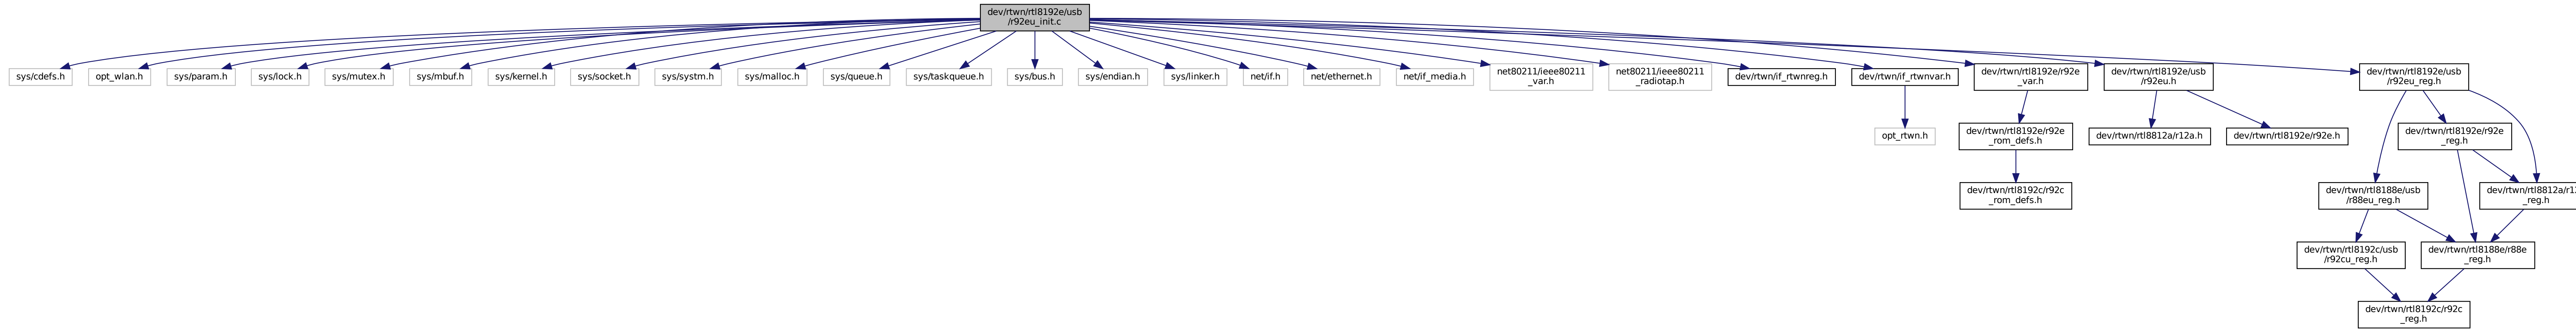 dev/rtwn/rtl8192e/usb
/r92eu_init.c
sys/cdefs.h
opt_wlan.h
sys/param.h
sys/lock.h
sys/mutex.h
sys/mbuf.h
sys/kernel.h
sys/socket.h
sys/systm.h
sys/malloc.h
sys/queue.h
sys/taskqueue.h
sys/bus.h
sys/endian.h
sys/linker.h
net/if.h
net/ethernet.h
net/if_media.h
net80211/ieee80211
_var.h
net80211/ieee80211
_radiotap.h
dev/rtwn/if_rtwnreg.h
dev/rtwn/if_rtwnvar.h
dev/rtwn/rtl8192e/r92e
_var.h
dev/rtwn/rtl8192e/usb
/r92eu.h
dev/rtwn/rtl8192e/usb
/r92eu_reg.h
opt_rtwn.h
dev/rtwn/rtl8192e/r92e
_rom_defs.h
dev/rtwn/rtl8812a/r12a.h
dev/rtwn/rtl8192e/r92e.h
dev/rtwn/rtl8192e/r92e
_reg.h
dev/rtwn/rtl8192c/r92c
_rom_defs.h
dev/rtwn/rtl8188e/usb
/r88eu_reg.h
dev/rtwn/rtl8812a/r1
_reg.h
dev/rtwn/rtl8192c/usb
/r92cu_reg.h
dev/rtwn/rtl8188e/r88e
_reg.h
dev/rtwn/rtl8192c/r92c
_reg.h